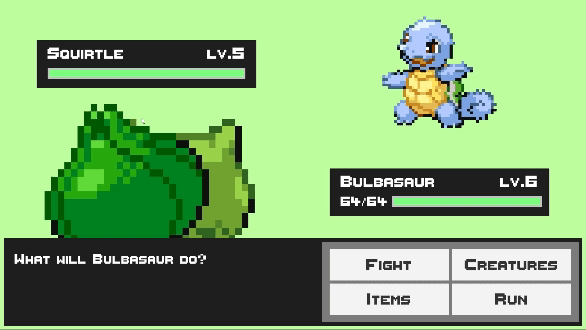 Squirtle Lv.5
Bulbasaur Lv.6
64/64
What will Bulbasaur do?
Fight Creatures
Items Run